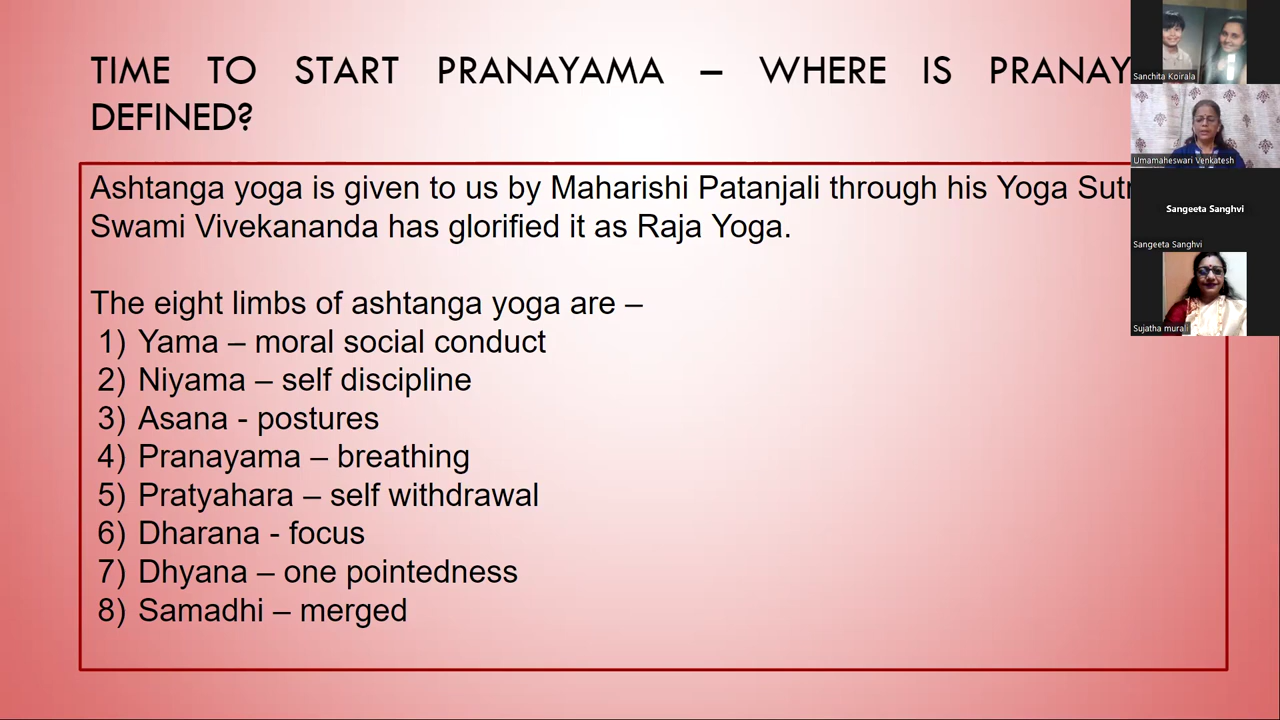 TIME TO START PRANAYAMA – WHERE IS
DEFINED?
Ashtanga yoga is given to us by Maharishi Patanjali through his Yoga
Swami Vivekananda has glorified it as Raja Yoga.
The eight limbs of ashtanga yoga are –
1) Yama – moral social conduct
2) Niyama – self discipline
3) Asana - postures
4) Pranayama – breathing
5) Pratyahara – self withdrawal
6) Dharana - focus
7) Dhyana – one pointedness
8) Samadhi – merged
Sanchita Koirala
Umamaheswari Venkatesh
Sangeeta Sanghvi
Sangeeta Sanghvi
Sujatha murali